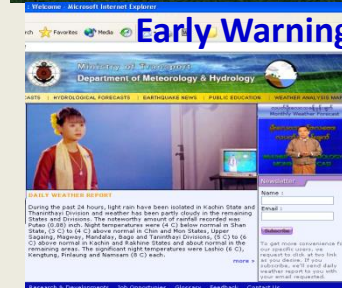 : Welcome - Microsoft Internet Explorer
Early Warning
rch Favorites Media
Ministry of Transport
Department of Meteorology & Hydrology
CASTS | HYDROLOGICAL FORECASTS | EARTHQUAKE NEWS | PUBLIC EDUCATION | WEATHER ANALYSIS MAP
Monthly Weather Forecast
DAILY WEATHER REPORT
During the past 24 hours, light rain have been isolated in Kachin State and
Thanintharyi Division and weather has been partly cloudy in the remaining
States and Divisions. The noteworthy amount of rainfall recorded was
Putao (0.08) inch. Night temperatures were (4 C) below normal in Shan
State, (3 C) to (4 C) above normal in Chin and Mon States, Upper
Sagaing, Magway, Mandalay, Bago and Taninthayi Divisions, (5 C) to (6
C) above normal in Kachin and Rakhine States and about normal in the
remaining areas. The significant night temperatures were Lashio (6 C),
Kengtung, Pinlaung and Namsam (8 C) each.
more »
Newsletter
Name :
Email :
Subscribe
To get more convenience fo
our specific users, we
request to click at too link
as you desire. If you
subscribe, we'll send daily
weather report to you with
your email requested.
Research & Developments Job Opportunities Glossary Feedback Contact Us